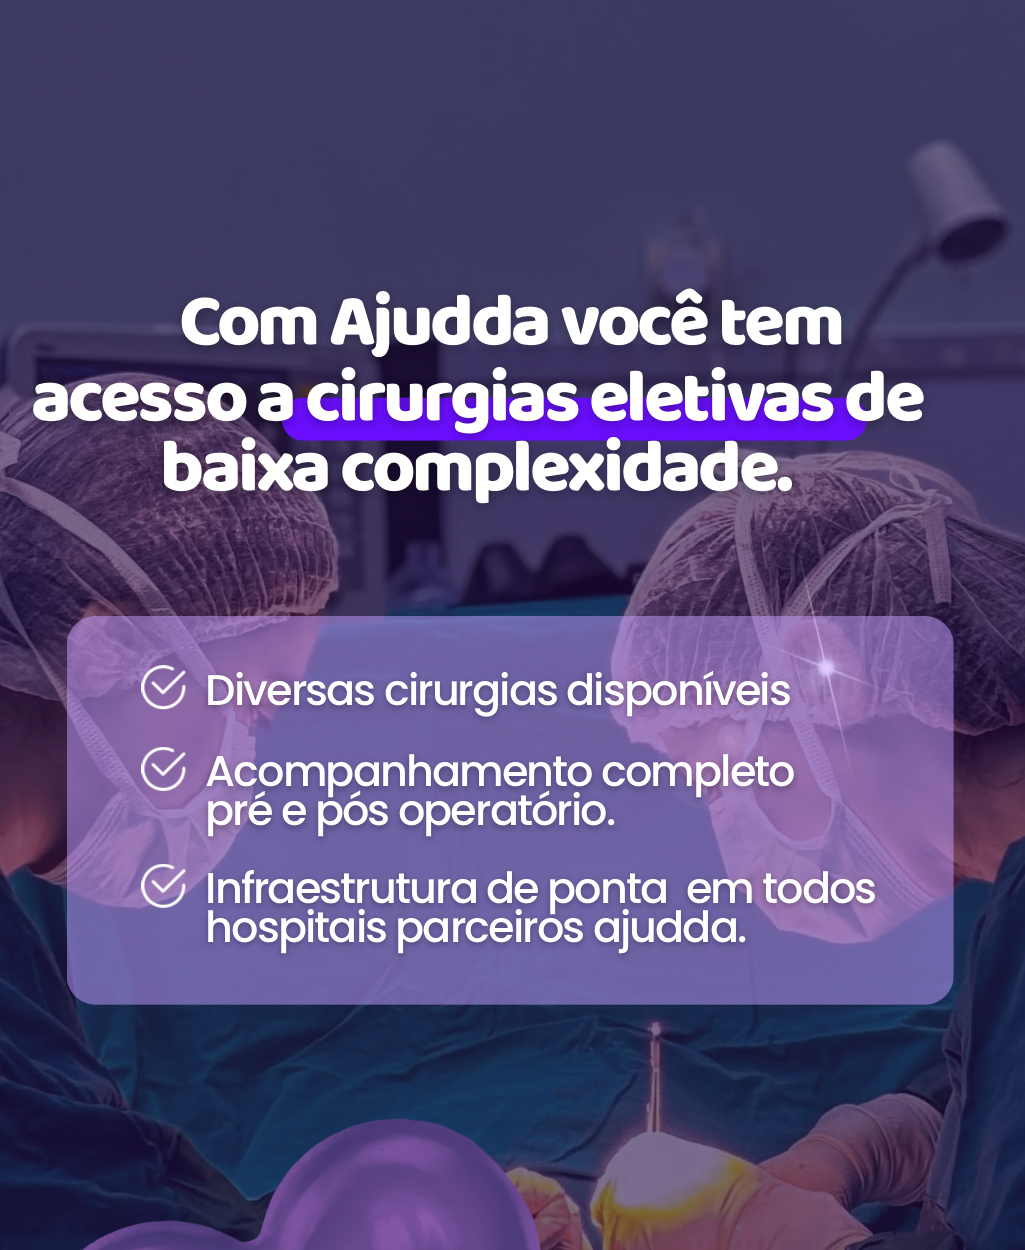 Com Ajudda você tem
acesso a cirurgias eletivas de
baixa complexidade.
Diversas cirurgias disponíveis
Acompanhamento completo
pré e pós operatório.
Infraestrutura de ponta  em todos
hospitais parceiros ajudda.